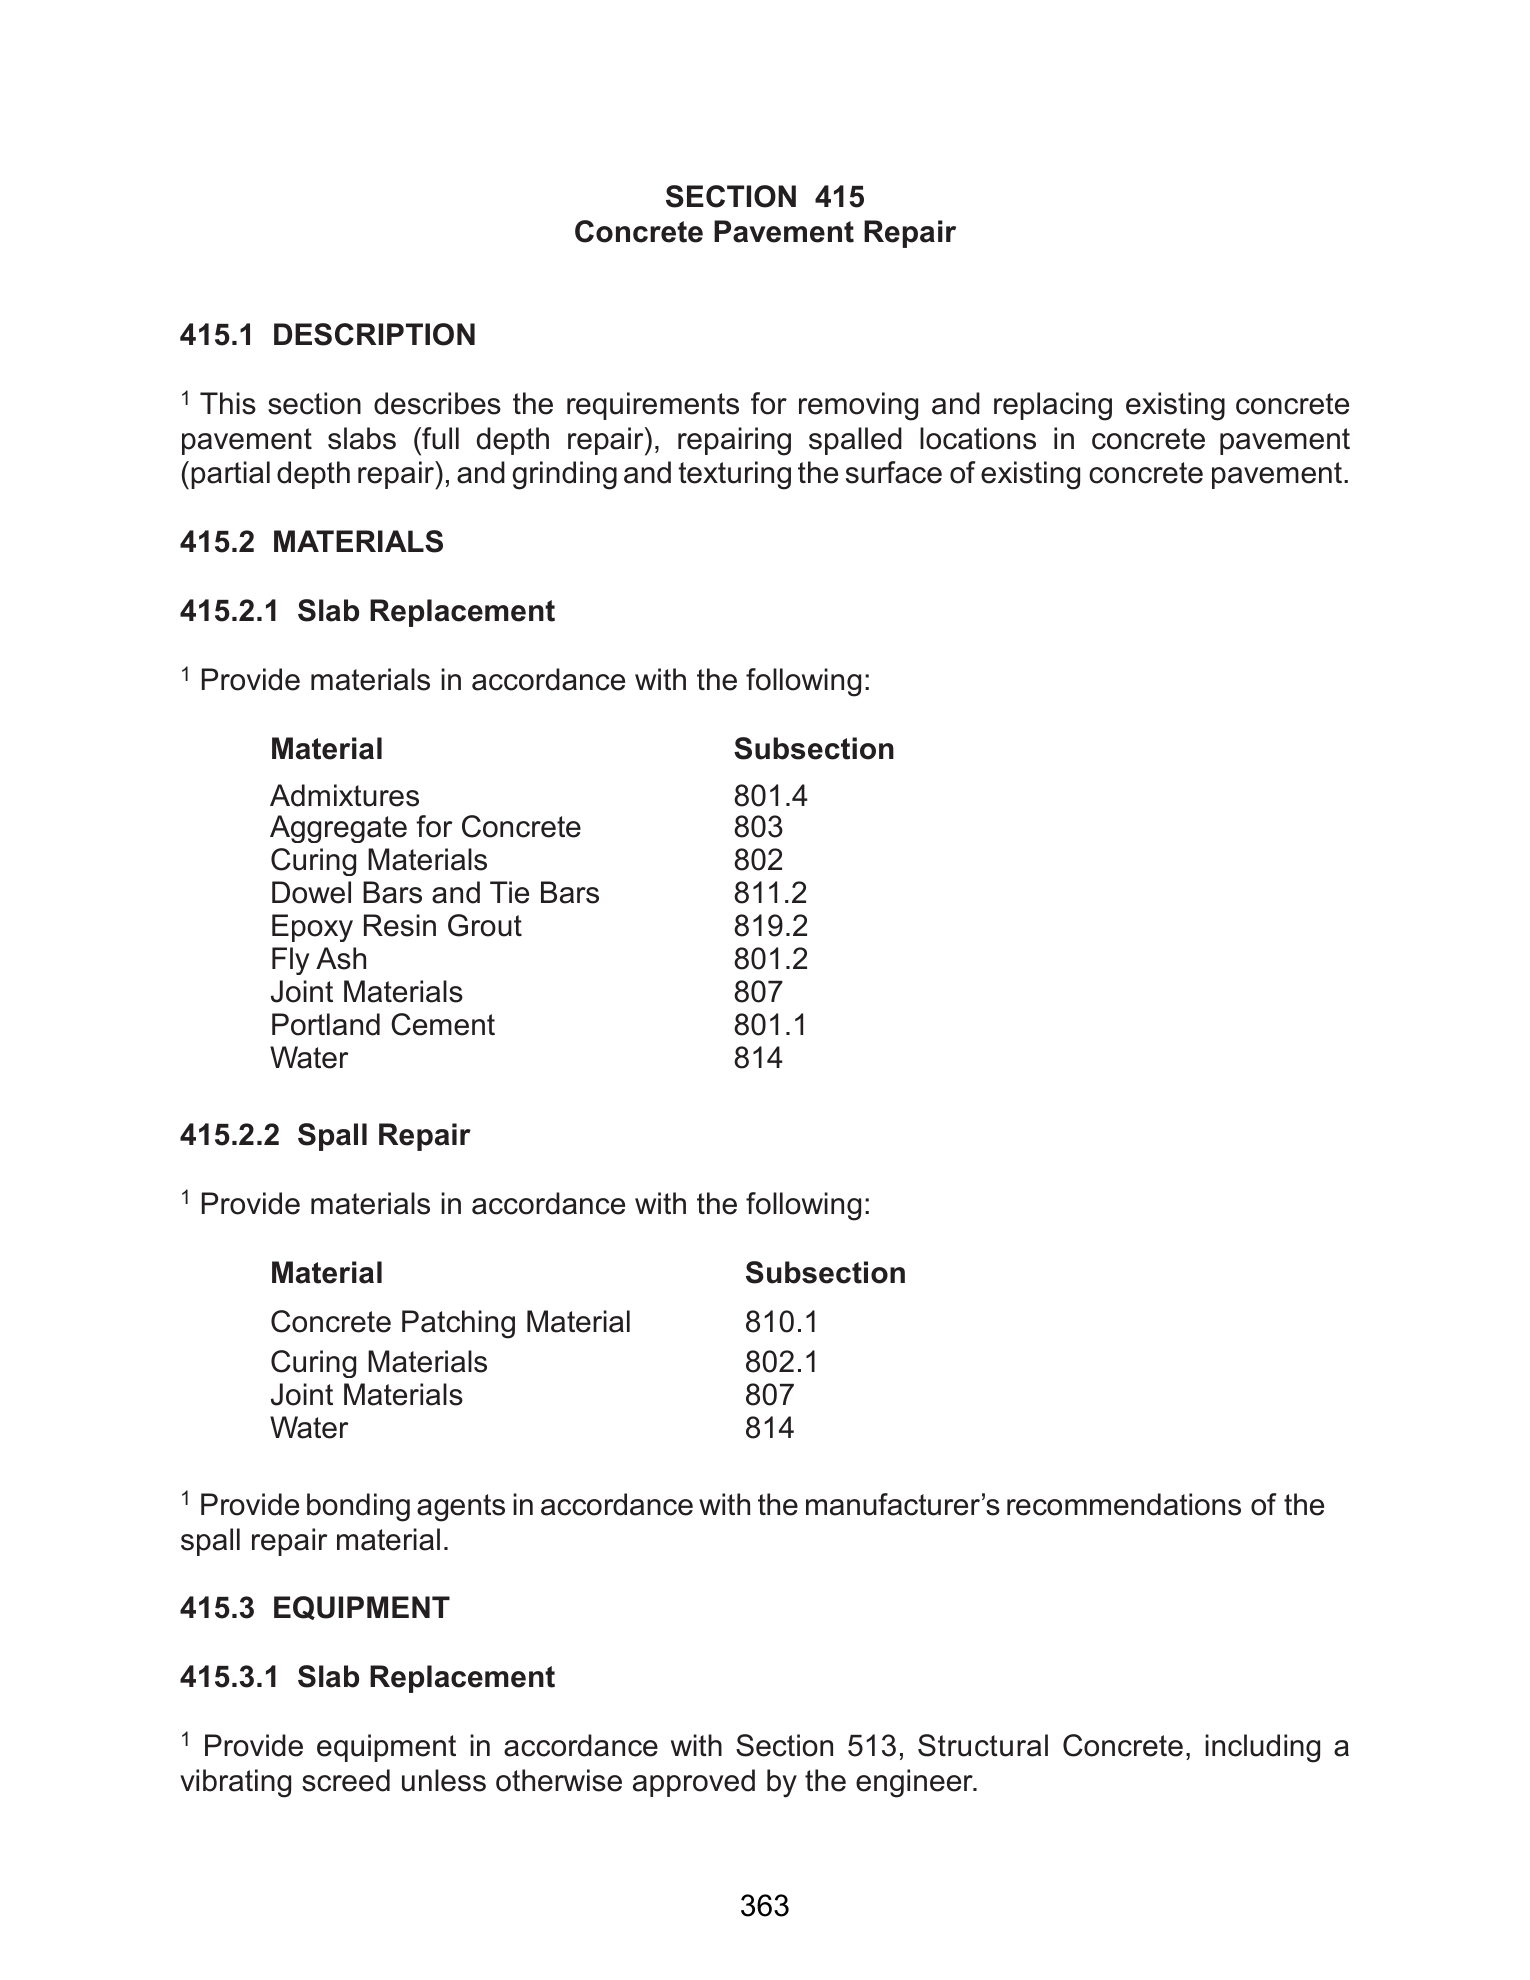 SECTION 415
Concrete Pavement Repair
415.1 DESCRIPTION
1 This section describes the requirements for removing and replacing existing concrete
pavement slabs (full depth repair), repairing spalled locations in concrete pavement
(partial depth repair), and grinding and texturing the surface of existing concrete pavement.
415.2 MATERIALS
415.2.1 Slab Replacement
1 Provide materials in accordance with the following:
Material Subsection
Admixtures 801.4
Aggregate for Concrete 803
Curing Materials 802
Dowel Bars and Tie Bars 811.2
Epoxy Resin Grout 819.2
Fly Ash 801.2
Joint Materials 807
Portland Cement 801.1
Water 814
415.2.2 Spall Repair
1 Provide materials in accordance with the following:
Material Subsection
Concrete Patching Material 810.1
Curing Materials 802.1
Joint Materials 807
Water 814
1 Provide bonding agents in accordance with the manufacturer’s recommendations of the
spall repair material.
415.3 EQUIPMENT
415.3.1 Slab Replacement
1 Provide equipment in accordance with Section 513, Structural Concrete, including a
vibrating screed unless otherwise approved by the engineer.
363